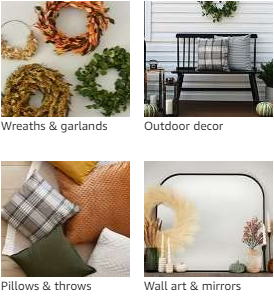 Wreaths & garlands
Outdoor decor
Pillows & throws
Wall art & mirrors